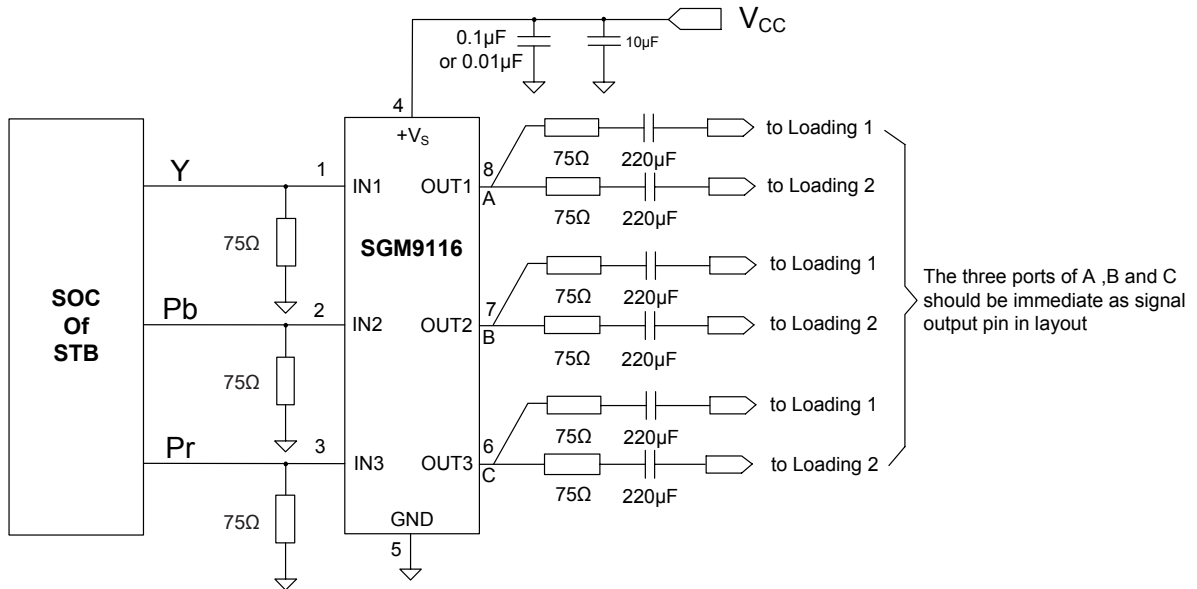 V_CC
0.1µF
or 0.01µF
10µF
4
+V_S
SOC
Of
STB
Y
1
IN1
OUT1
8
A
75Ω
75Ω
220µF
to Loading 1
75Ω
220µF
to Loading 2
SGM9116
Pb
2
IN2
OUT2
7
B
75Ω
75Ω
220µF
to Loading 1
75Ω
220µF
to Loading 2
Pr
3
IN3
OUT3
6
C
75Ω
75Ω
220µF
to Loading 1
75Ω
220µF
to Loading 2
GND
5
The three ports of A ,B and C
should be immediate as signal
output pin in layout